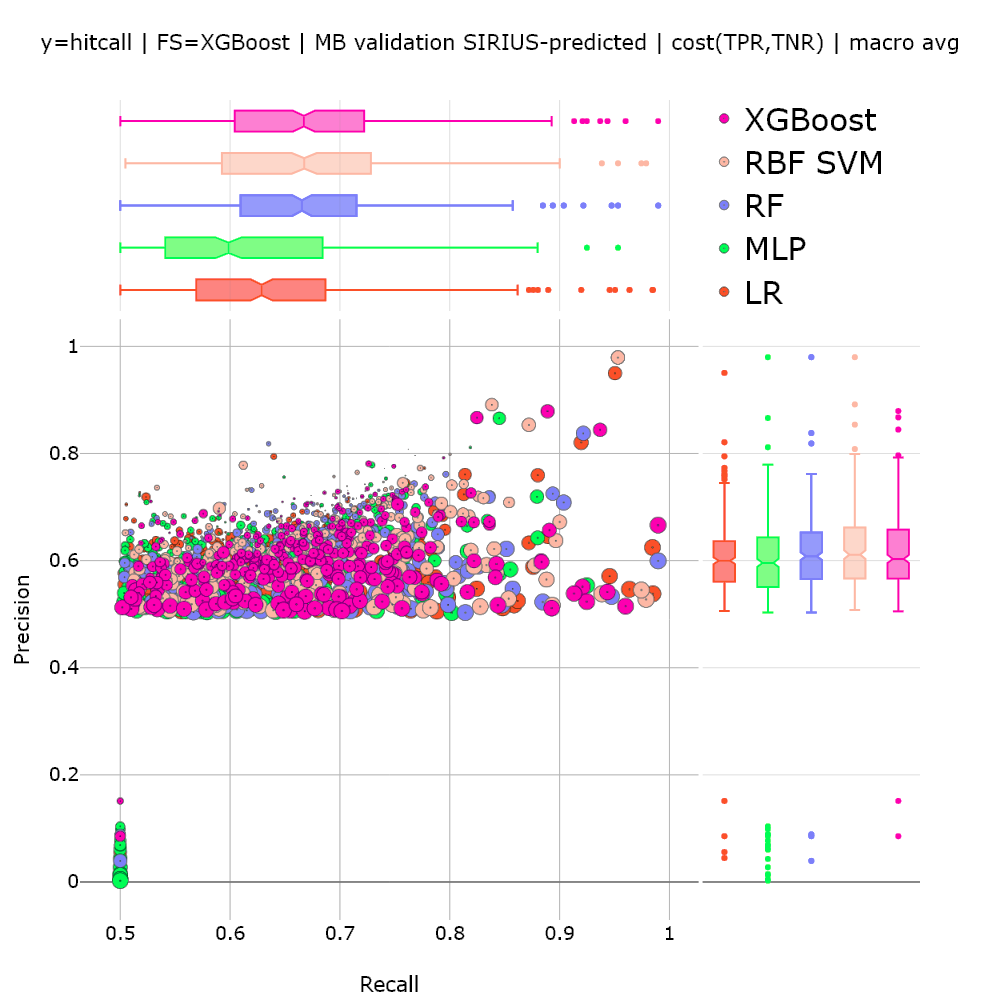 y=hitcall | FS=XGBoost | MB validation SIRIUS-predicted | cost(TPR,TNR) | macro avg
XGBoost
RBF SVM
RF
MLP
LR
1
0.8
0.6
0.4
0.2
0
Precision
0.5 0.6 0.7 0.8 0.9 1
Recall